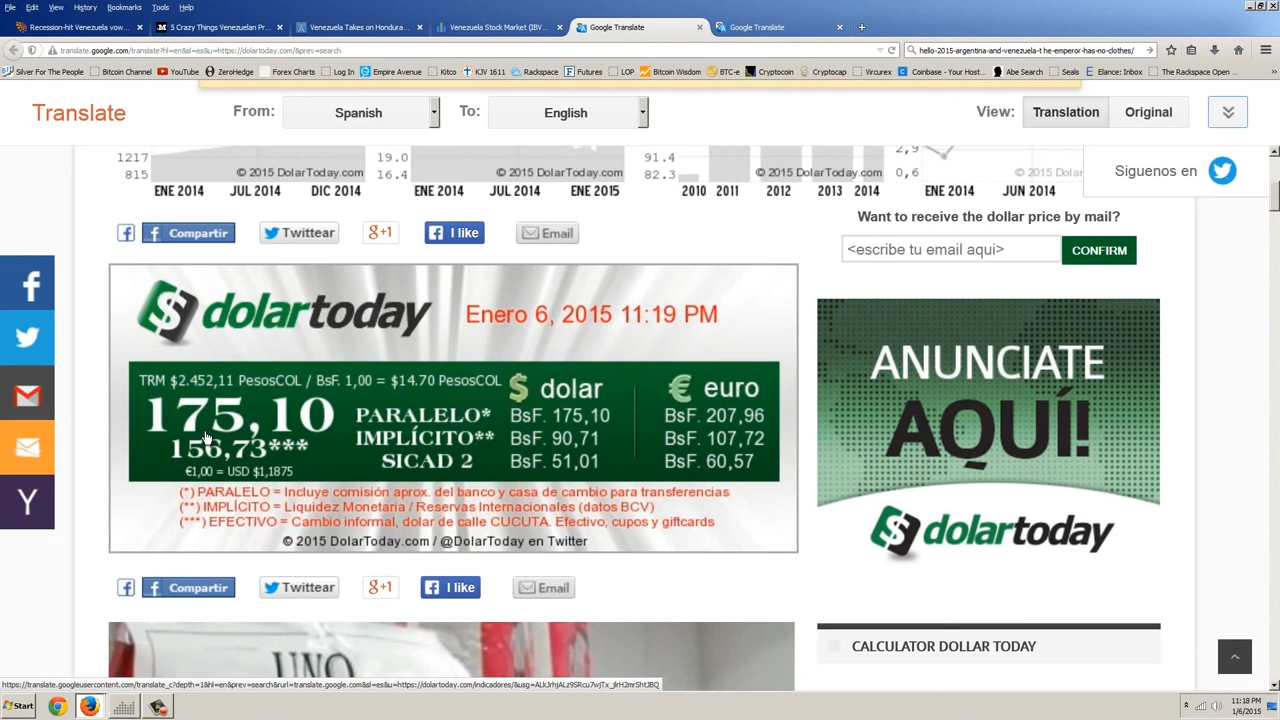 File Edit View History Bookmarks Tools Help
Recession-hit Venezuela vow... × 5 Crazy Things Venezuelan Pr... × Venezuela Takes on Hondura... × Venezuela Stock Market (IBV... × Google Translate × Google Translate × +
translate.google.com/translate?hl=en&sl=es&u=https://dolartoday.com/&prev=search
hello-2015-argentina-and-venezuela-t he-emperor-has-no-clothes/
Silver For The People Bitcoin Channel YouTube ZeroHedge Forex Charts Log In Empire Avenue Kitco KJV 1611 Rackspace Futures LOP Bitcoin Wisdom BTC-e Cryptocoin Cryptocap Vircurex Coinbase - Your Host... Abe Search Seals Elance: Inbox The Rackspace Open ...
Translate From: Spanish To: English View: Translation Original
1217 19.0 91.4 2,9
815 16.4 82.3 0,6
© 2015 DolarToday.com © 2015 DolarToday.com © 2015 DolarToday.com © 2015
ENE 2014 JUL 2014 DIC 2014 ENE 2014 JUL 2014 ENE 2015 2010 2011 2012 2013 2014 ENE 2014 JUN 2014
Siguenos en
Want to receive the dollar price by mail?
<escribe tu email aqui> CONFIRM
f Compartir Twittear g+1 I like Email
dolartoday Enero 6, 2015 11:19 PM
TRM $2.452,11 PesosCOL / BsF. 1,00 = $14.70 PesosCOL
175,10
156,73***
€1,00 = USD $1,1875
$ dolar € euro
PARALELO* BsF. 175,10 BsF. 207,96
IMPLÍCITO** BsF. 90,71 BsF. 107,72
SICAD 2 BsF. 51,01 BsF. 60,57
(*) PARALELO = Incluye comisión aprox. del banco y casa de cambio para transferencias
(**) IMPLÍCITO = Liquidez Monetaria / Reservas Internacionales (datos BCV)
(***) EFECTIVO = Cambio informal, dolar de calle CUCUTA. Efectivo, cupos y giftcards
© 2015 DolarToday.com / @DolarToday en Twitter
ANUNCIATE
AQUÍ!
dolartoday
f Compartir Twittear g+1 I like Email
CALCULATOR DOLLAR TODAY
UNO
Start
11:18 PM
1/6/2015